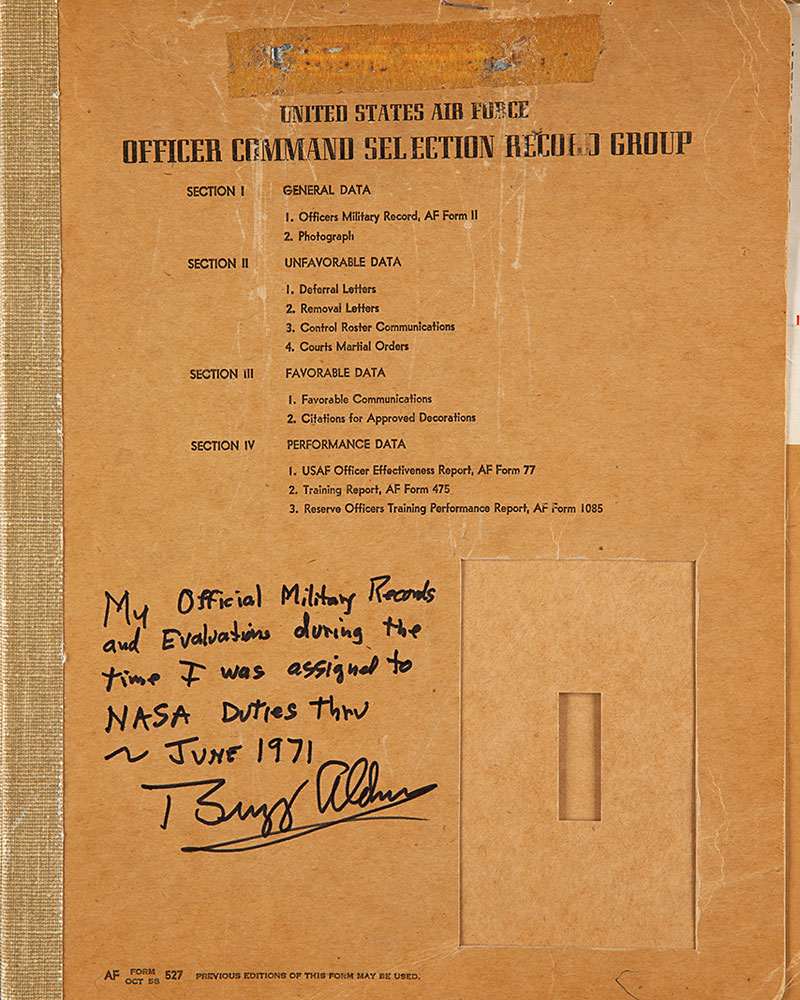 UNITED STATES AIR FORCE
OFFICER COMMAND SELECTION RECORD GROUP
SECTION I GENERAL DATA
1. Officers Military Record, AF Form 11
2. Photograph
SECTION II UNFAVORABLE DATA
1. Deferral Letters
2. Removal Letters
3. Control Roster Communications
4. Courts Martial Orders
SECTION III FAVORABLE DATA
1. Favorable Communications
2. Citations for Approved Decorations
SECTION IV PERFORMANCE DATA
1. USAF Officer Effectiveness Report, AF Form 77
2. Training Report, AF Form 475
3. Reserve Officers Training Performance Report, AF Form 1085
My Official Military Records
and Evaluations during the
time I was assigned to
NASA Duties thru
~ JUNE 1971
Buzz Aldrin
AF FORM OCT 58 527 PREVIOUS EDITIONS OF THIS FORM MAY BE USED.